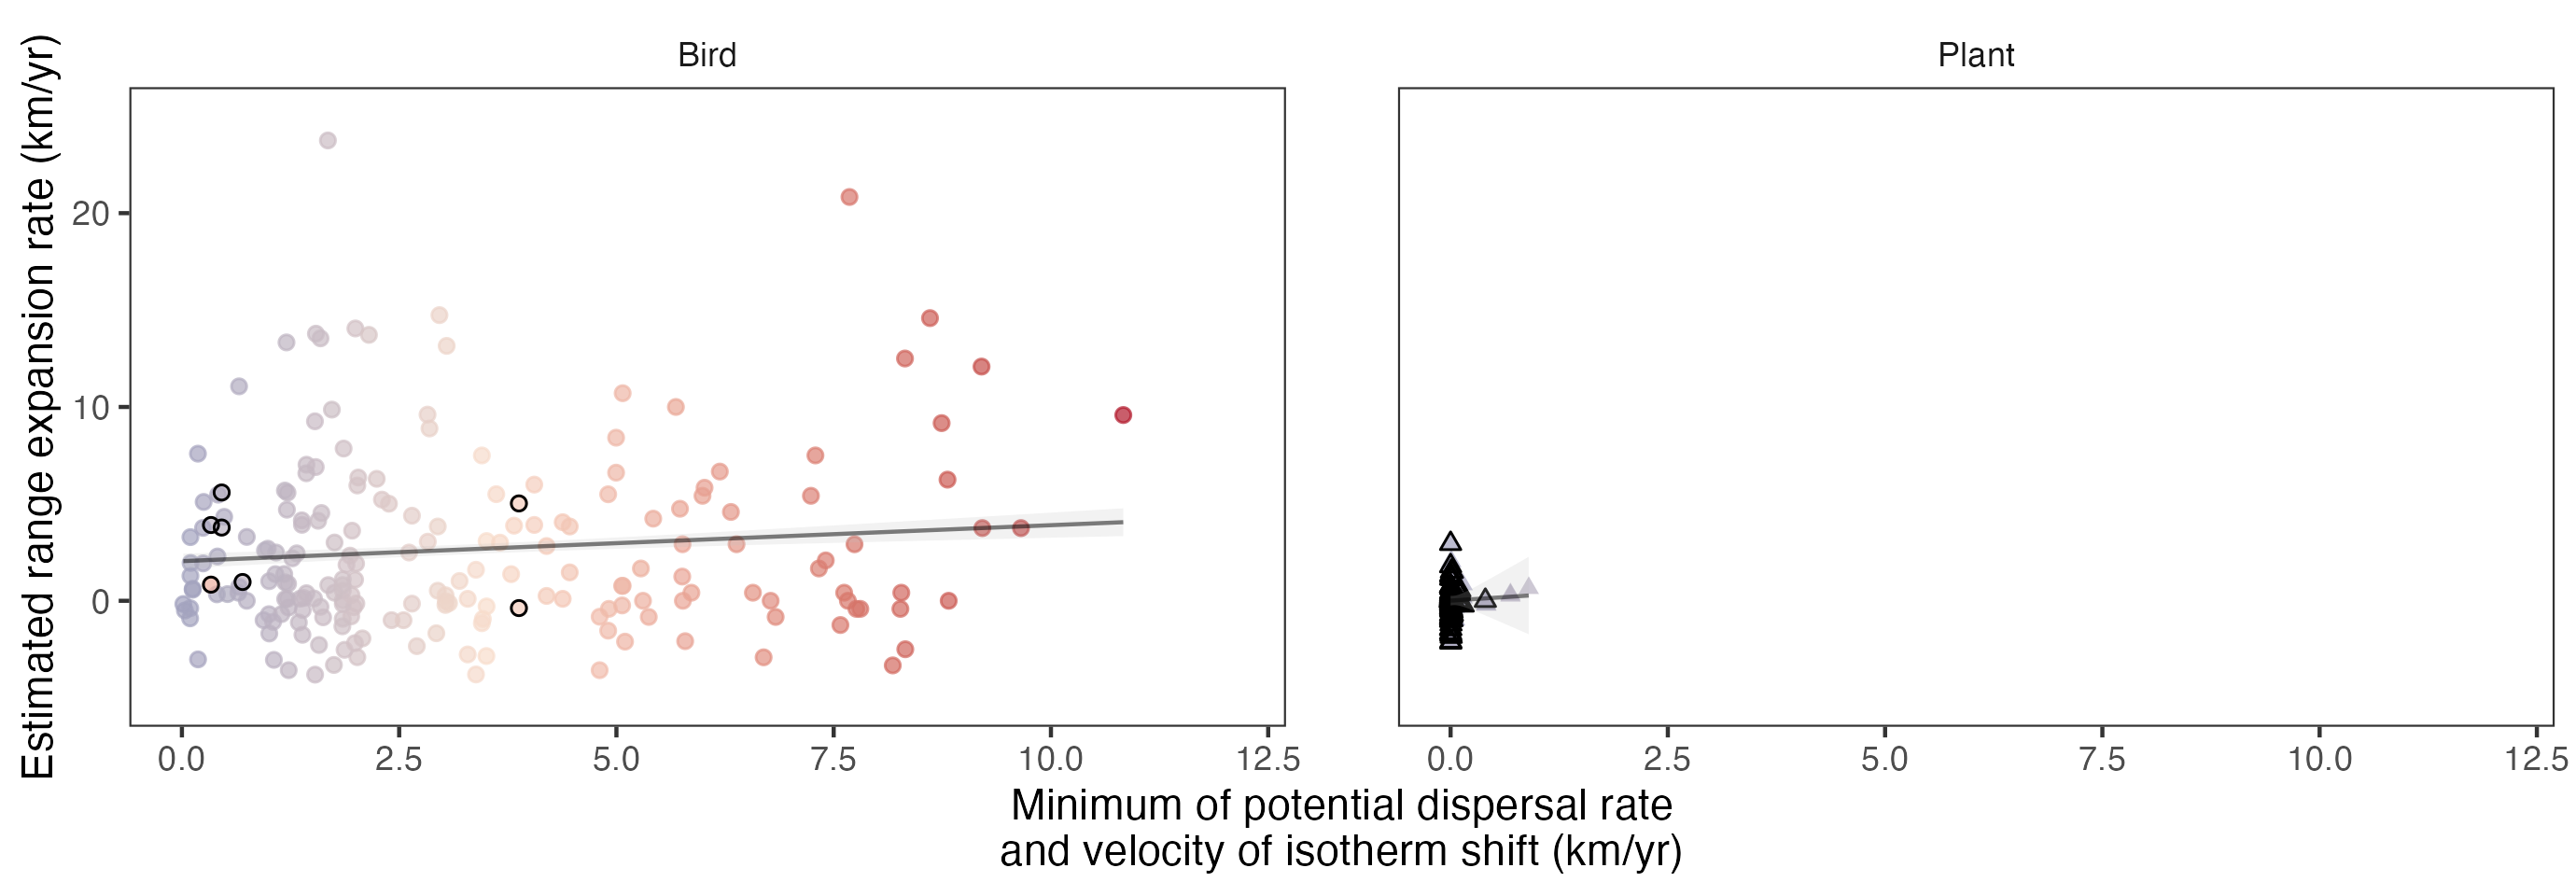 Bird
Plant
Estimated range expansion rate (km/yr)
20
10
0
0.0 2.5 5.0 7.5 10.0 12.5
0.0 2.5 5.0 7.5 10.0 12.5
Minimum of potential dispersal rate
and velocity of isotherm shift (km/yr)